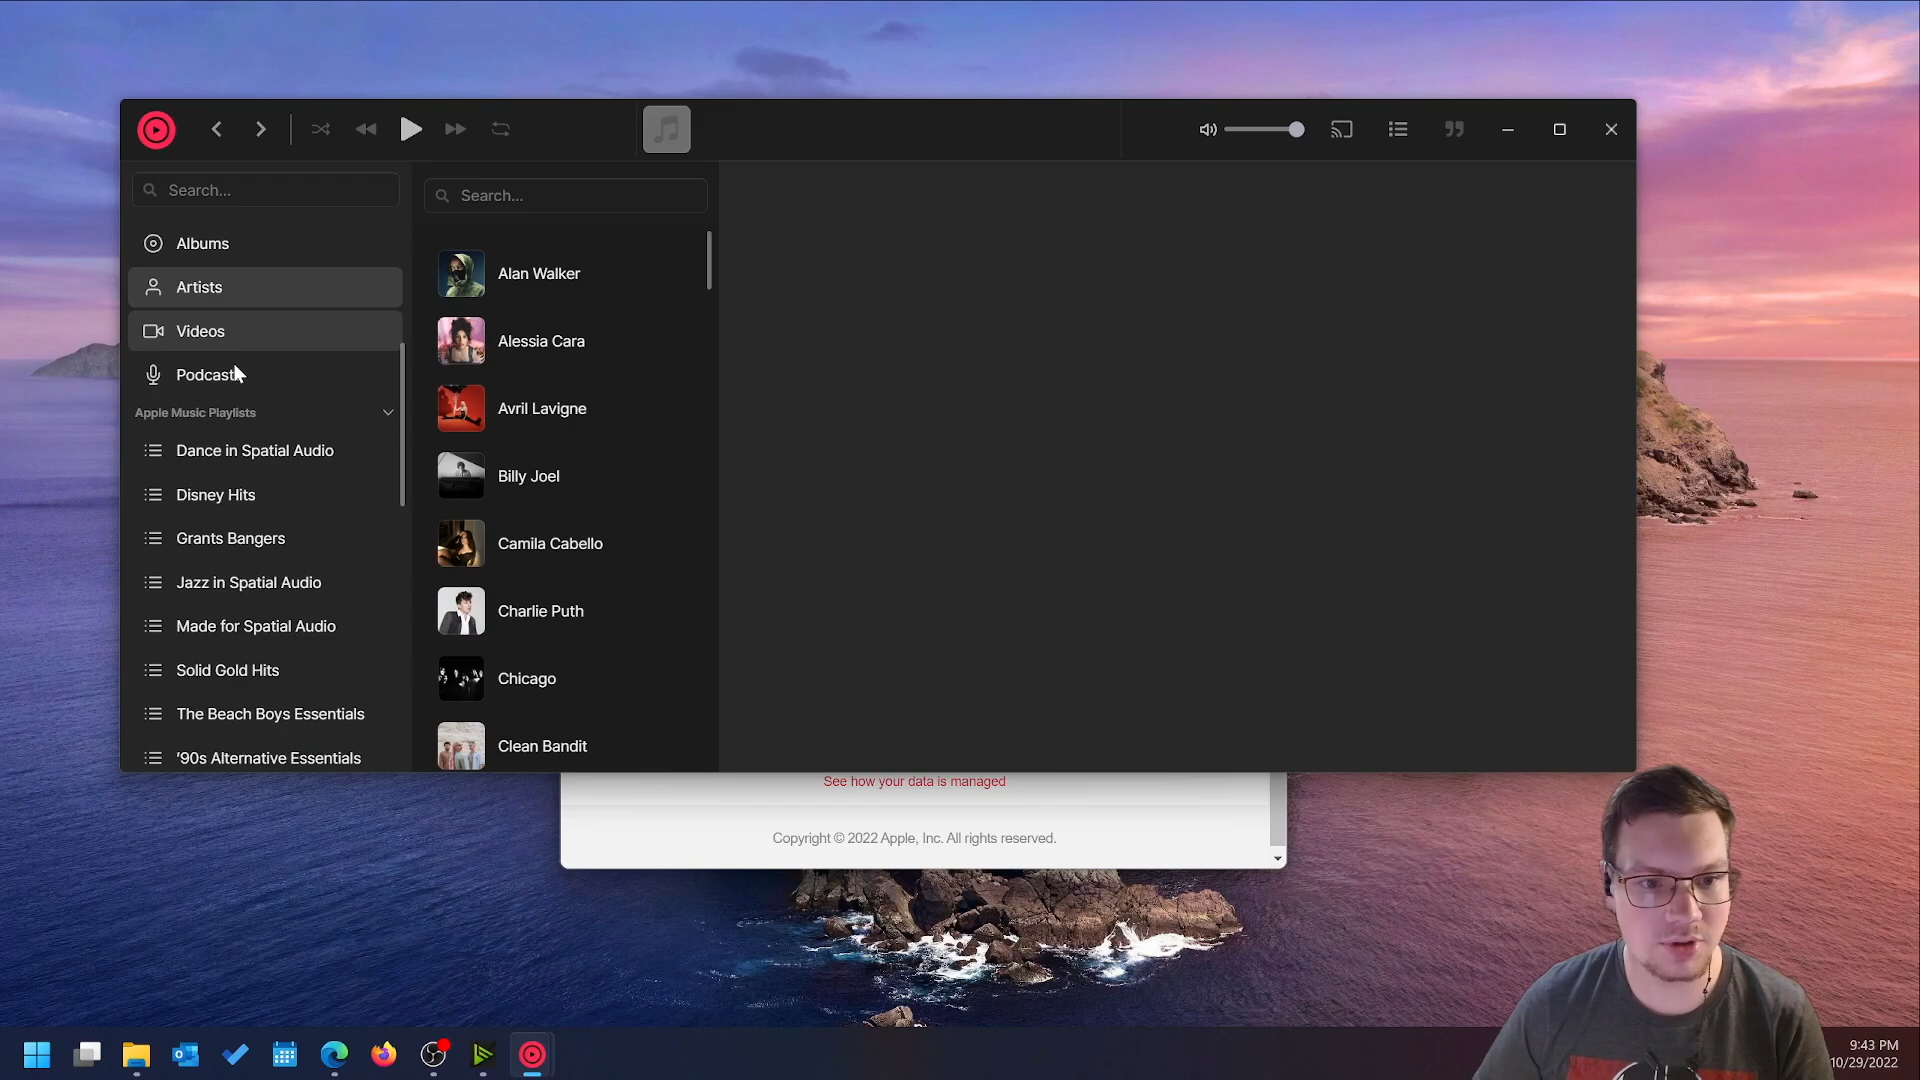 Search...
Albums
Artists
Videos
Podcast
Apple Music Playlists
Dance in Spatial Audio
Disney Hits
Grants Bangers
Jazz in Spatial Audio
Made for Spatial Audio
Solid Gold Hits
The Beach Boys Essentials
'90s Alternative Essentials
Search...
Alan Walker
Alessia Cara
Avril Lavigne
Billy Joel
Camila Cabello
Charlie Puth
Chicago
Clean Bandit
See how your data is managed
Copyright © 2022 Apple, Inc. All rights reserved.
9:43 PM
10/29/2022